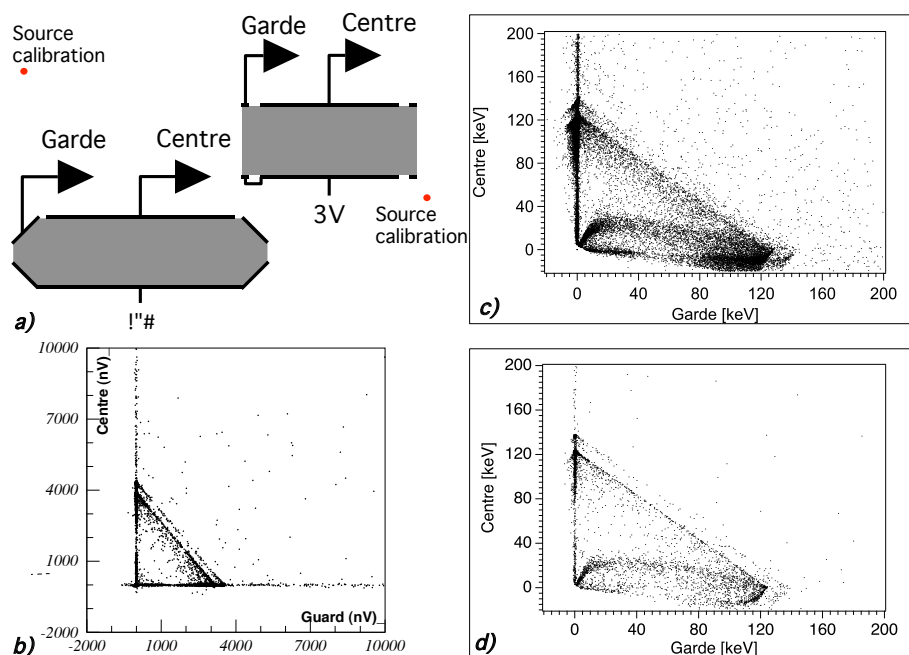 Source
calibration
Garde
Centre
Garde
Centre
3V
Source
calibration
!"#
a)
10000
7000
4000
1000
-2000
Centre (nV)
Guard (nV)
-2000
1000
4000
7000
10000
b)
200
160
120
80
40
0
Centre [keV]
0
40
80
120
160
200
Garde [keV]
c)
200
160
120
80
40
0
Centre [keV]
0
40
80
120
160
200
Garde [keV]
d)